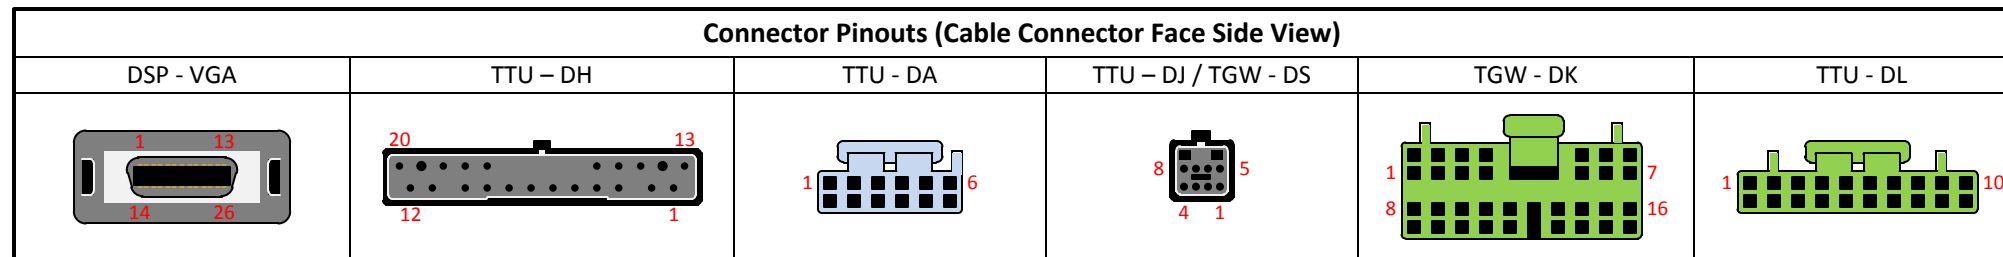 Connector Pinouts (Cable Connector Face Side View)
DSP - VGA
TTU – DH
TTU - DA
TTU – DJ / TGW - DS
TGW - DK
TTU - DL
1 13
14 26
20 13
12 1
1 6
8 5
4 1
1 7
8 16
1 10